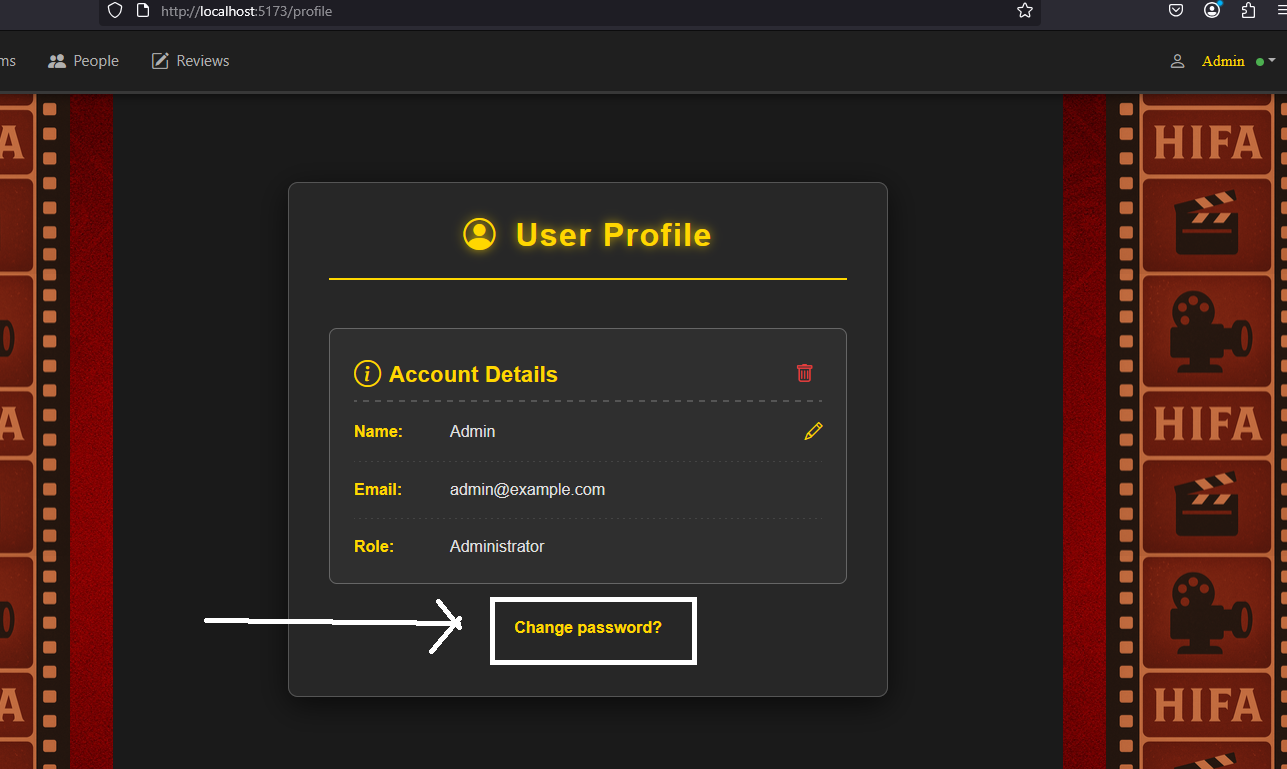 http://localhost:5173/profile
ms People Reviews Admin
User Profile
Account Details
Name: Admin
Email: admin@example.com
Role: Administrator
Change password?
A HIFA
A HIFA
A HIFA